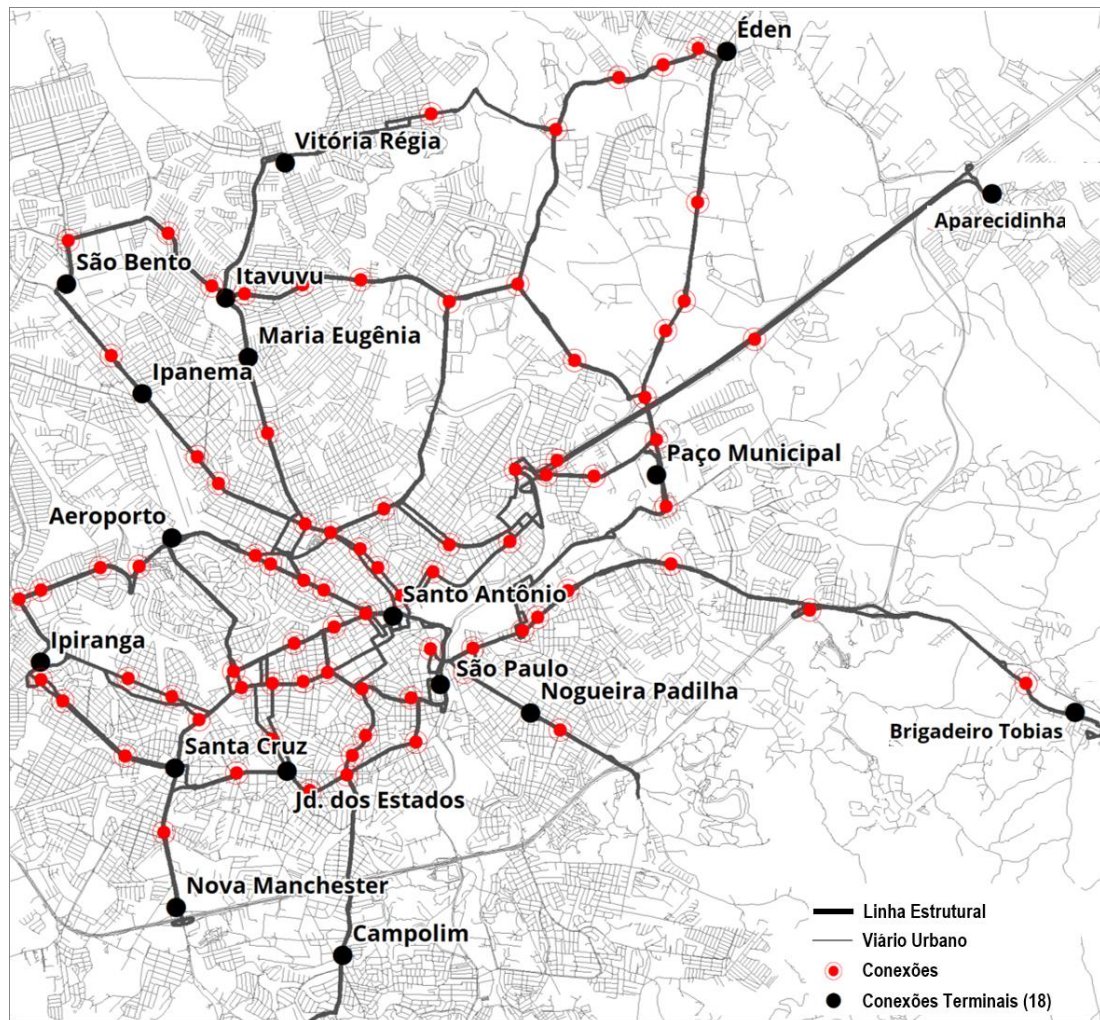 Éden
Vitória Régia
Aparecidinha
São Bento
Itavuvu
Maria Eugênia
Ipanema
Paço Municipal
Aeroporto
Santo Antônio
Ipiranga
São Paulo
Nogueira Padilha
Brigadeiro Tobias
Santa Cruz
Jd. dos Estados
Nova Manchester
Campolim
Linha Estrutural
Viário Urbano
Conexões
Conexões Terminais (18)